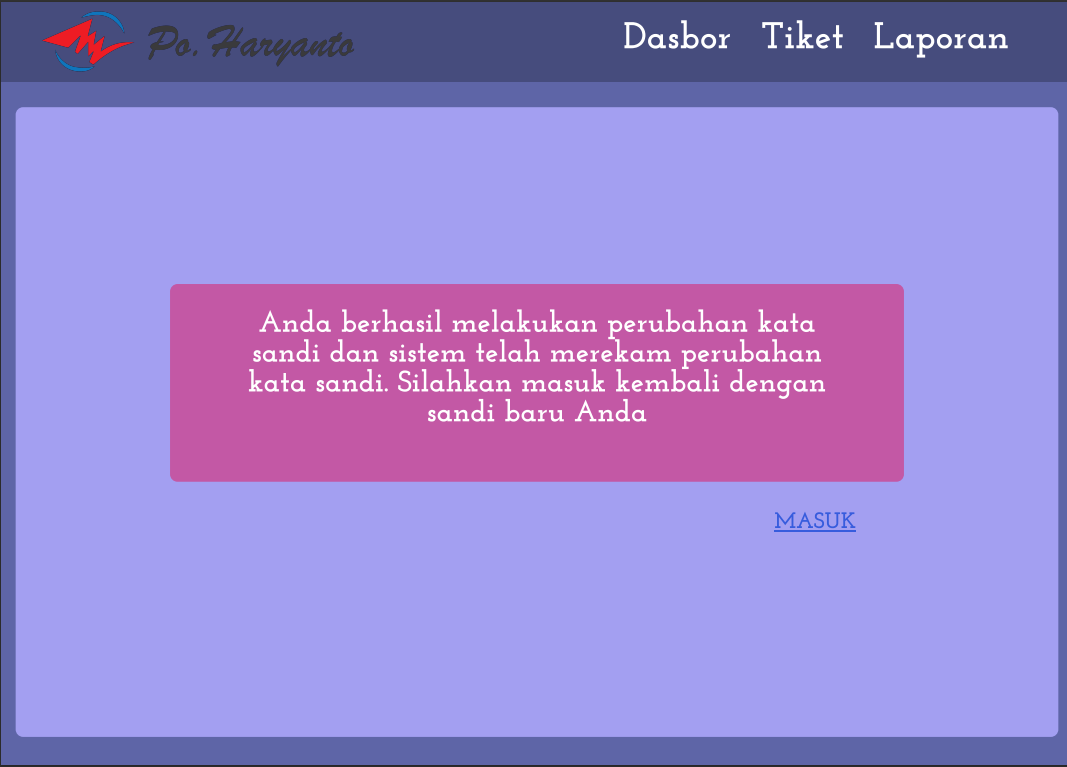 Po. Haryanto
Dasbor Tiket Laporan
Anda berhasil melakukan perubahan kata
sandi dan sistem telah merekam perubahan
kata sandi. Silahkan masuk kembali dengan
sandi baru Anda
MASUK